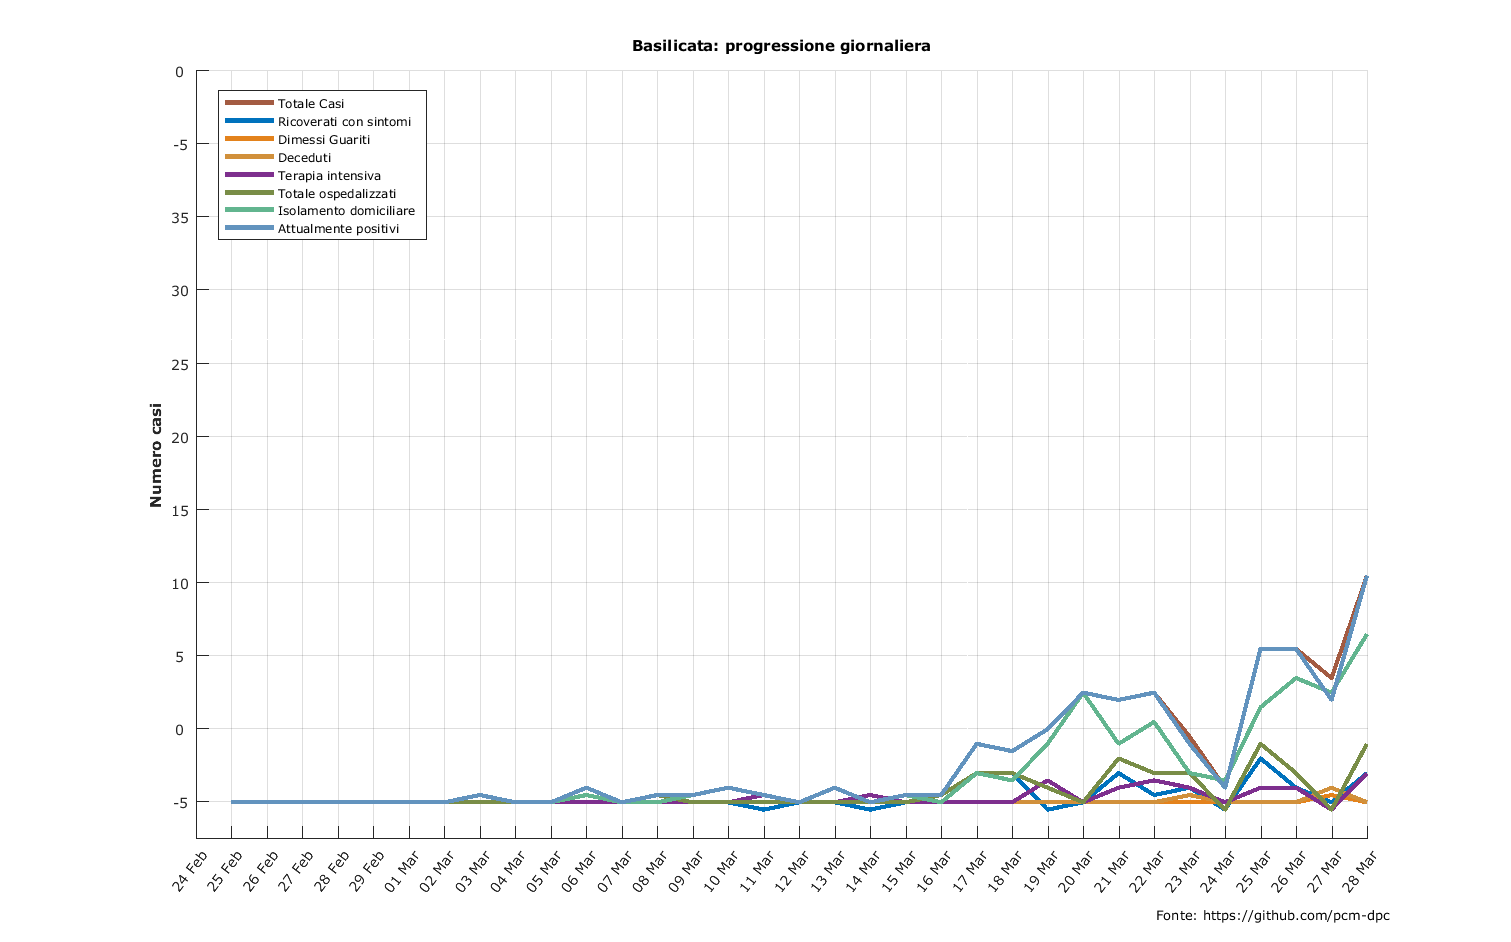 Basilicata: progressione giornaliera
0
-5
35
30
25
20
15
10
5
0
-5
Numero casi
Totale Casi
Ricoverati con sintomi
Dimessi Guariti
Deceduti
Terapia intensiva
Totale ospedalizzati
Isolamento domiciliare
Attualmente positivi
24 Feb
25 Feb
26 Feb
27 Feb
28 Feb
29 Feb
01 Mar
02 Mar
03 Mar
04 Mar
05 Mar
06 Mar
07 Mar
08 Mar
09 Mar
10 Mar
11 Mar
12 Mar
13 Mar
14 Mar
15 Mar
16 Mar
17 Mar
18 Mar
19 Mar
20 Mar
21 Mar
22 Mar
23 Mar
24 Mar
25 Mar
26 Mar
27 Mar
28 Mar
Fonte: https://github.com/pcm-dpc